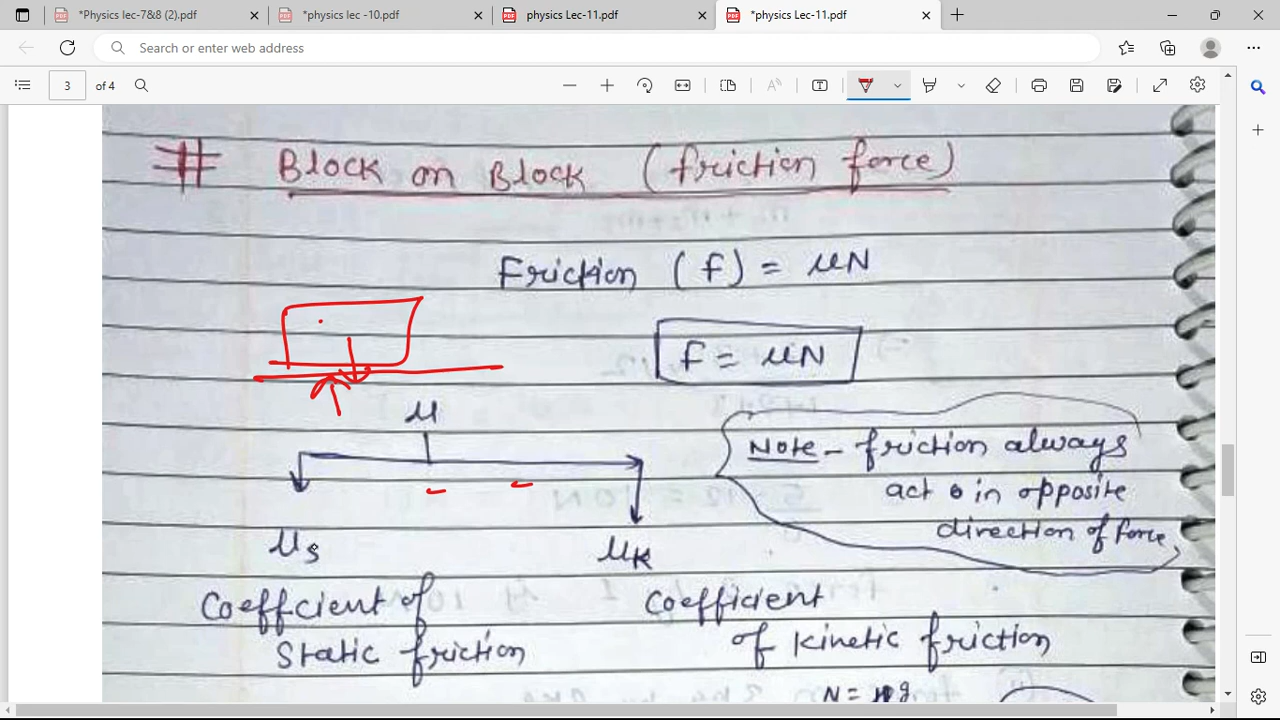 *Physics lec-7&8 (2).pdf
*physics lec -10.pdf
physics Lec-11.pdf
*physics Lec-11.pdf
Search or enter web address
3 of 4
# Block on Block (friction force)
Friction (f) = μN
f = μN
μ
Note - friction always
act in opposite
direction of force
μs
μK
Coeffcient of
Static friction
Coefficient
of kinetic friction